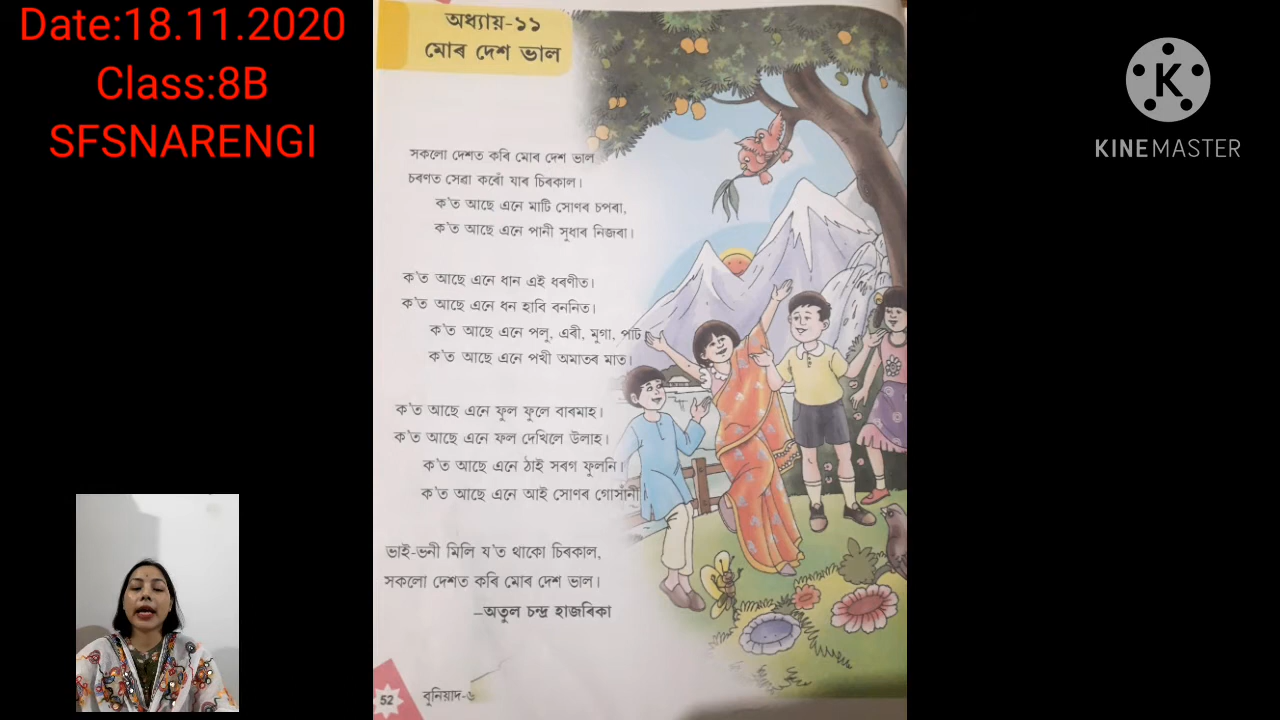 Date:18.11.2020
Class:8B
SFSNARENGI
অধ্যায়-১১
মোৰ দেশ ভাল
সকলো দেশত কৰি মোৰ দেশ ভাল
চৰণত সেৱা কৰোঁ যাৰ চিৰকাল।
ক'ত আছে এনে মাটি সোণৰ চপৰা,
ক'ত আছে এনে পানী সুধাৰ নিজৰা।
ক'ত আছে এনে ধান এই ধৰণীত।
ক'ত আছে এনে ধন হাবি বননিত।
ক'ত আছে এনে পলু, এৰী, মুগা, পাট।
ক'ত আছে এনে পখী অমাতৰ মাত।
ক'ত আছে এনে ফুল ফুলে বাৰমাহ।
ক'ত আছে এনে ফল দেখিলে উলাহ।
ক'ত আছে এনে ঠাই সৰগ ফুলনি।
ক'ত আছে এনে আই সোণৰ গোসাঁনী।
ভাই-ভনী মিলি য'ত থাকো চিৰকাল,
সকলো দেশত কৰি মোৰ দেশ ভাল।
–অতুল চন্দ্ৰ হাজৰিকা
52
বুনিয়াদ-৬
K
KINEMASTER